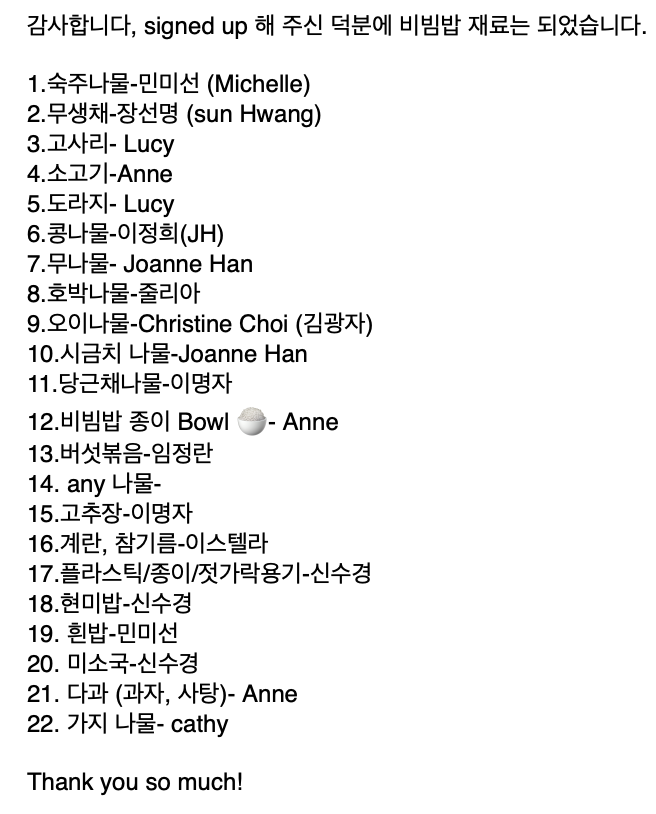 감사합니다, signed up 해 주신 덕분에 비빔밥 재료는 되었습니다.
1.숙주나물-민미선 (Michelle)
2.무생채-장선명 (sun Hwang)
3.고사리- Lucy
4.소고기-Anne
5.도라지- Lucy
6.콩나물-이정희(JH)
7.무나물- Joanne Han
8.호박나물-줄리아
9.오이나물-Christine Choi (김광자)
10.시금치 나물-Joanne Han
11.당근채나물-이명자
12.비빔밥 종이 Bowl 🍚- Anne
13.버섯볶음-임정란
14. any 나물-
15.고추장-이명자
16.계란, 참기름-이스텔라
17.플라스틱/종이/젓가락용기-신수경
18.현미밥-신수경
19. 흰밥-민미선
20. 미소국-신수경
21. 다과 (과자, 사탕)- Anne
22. 가지 나물- cathy
Thank you so much!